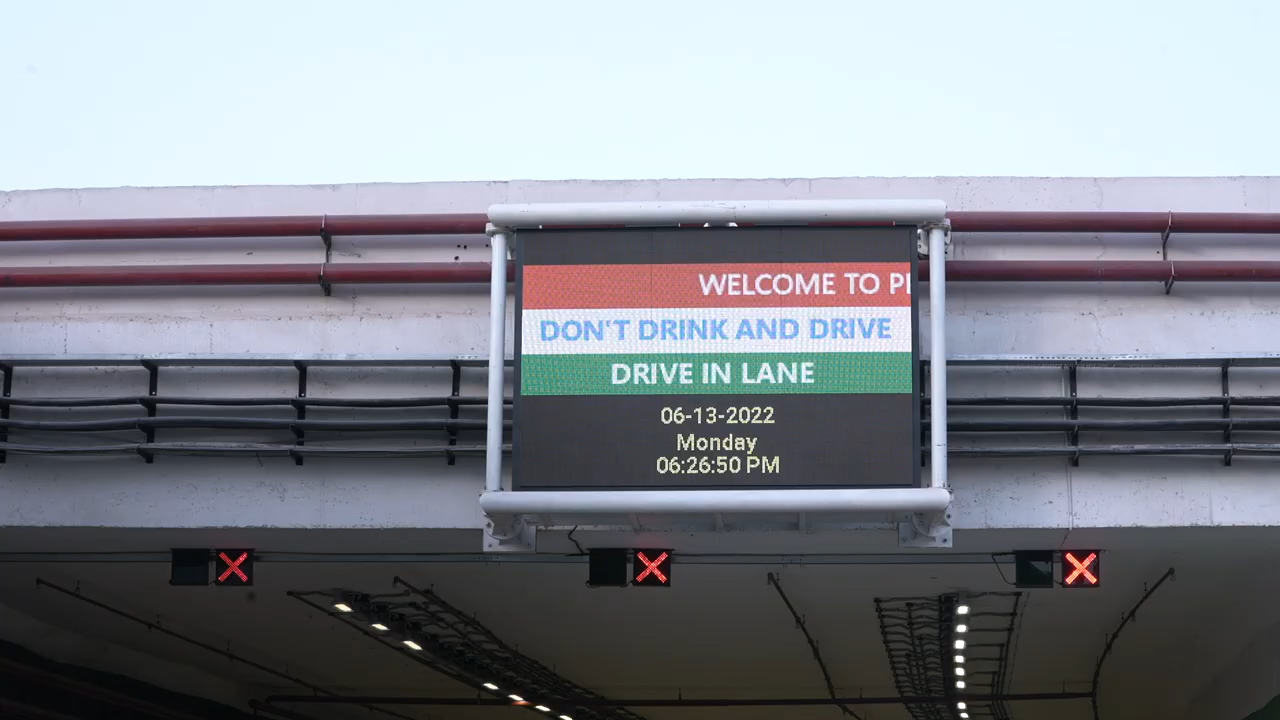 WELCOME TO
DON'T DRINK AND DRIVE
DRIVE IN LANE
06-13-2022
Monday
06:26:50 PM